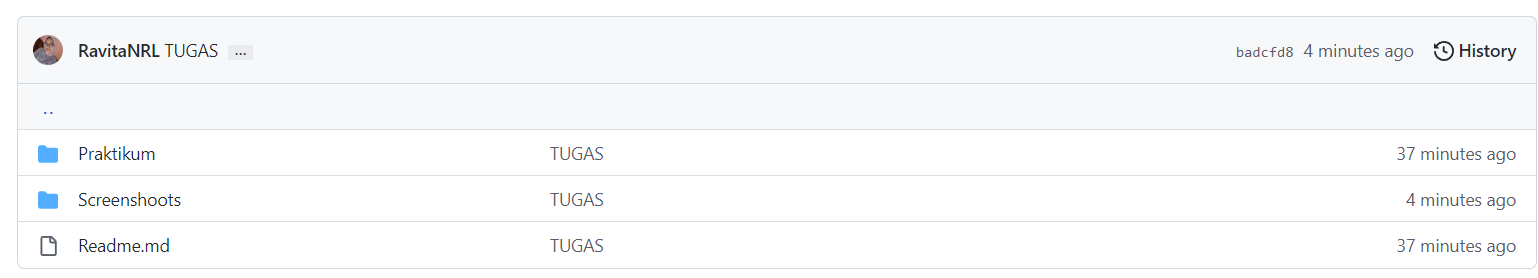 RavitaNRL TUGAS ... badcfd8 4 minutes ago History
..
Praktikum TUGAS 37 minutes ago
Screenshoots TUGAS 4 minutes ago
Readme.md TUGAS 37 minutes ago